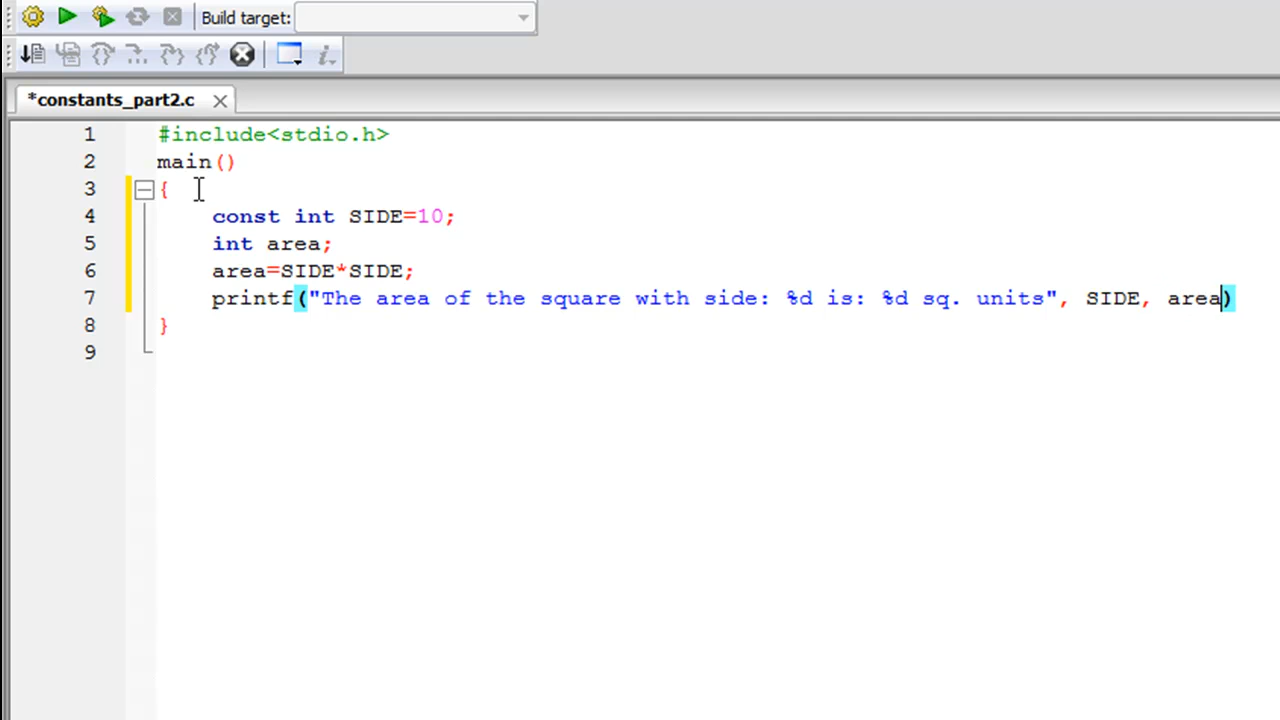 Build target:
*constants_part2.c
1 #include<stdio.h>
2 main()
3 {
4 const int SIDE=10;
5 int area;
6 area=SIDE*SIDE;
7 printf("The area of the square with side: %d is: %d sq. units", SIDE, area)
8 }
9